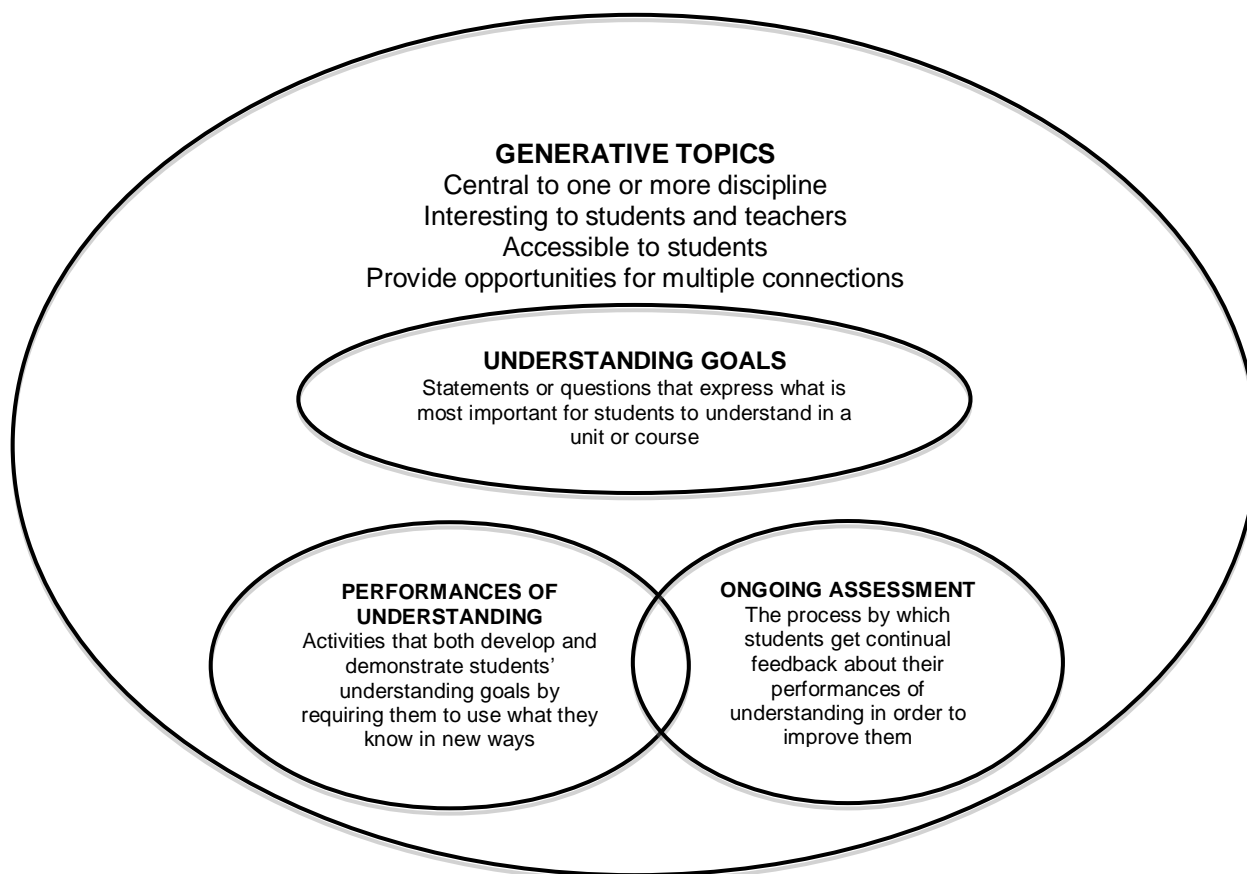 GENERATIVE TOPICS
Central to one or more discipline
Interesting to students and teachers
Accessible to students
Provide opportunities for multiple connections
UNDERSTANDING GOALS
Statements or questions that express what is
most important for students to understand in a
unit or course
PERFORMANCES OF
UNDERSTANDING
Activities that both develop and
demonstrate students’
understanding goals by
requiring them to use what they
know in new ways
ONGOING ASSESSMENT
The process by which
students get continual
feedback about their
performances of
understanding in order to
improve them